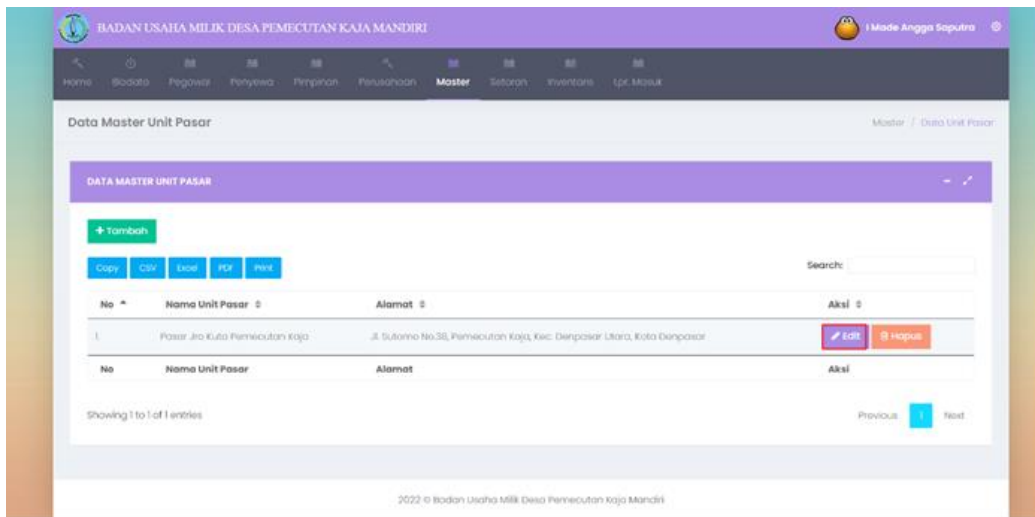 BADAN USAHA MILIK DESA PEMECUTAN KAJA MANDIRI
I Made Angga Saputra
Home Biodata Pegawai Penyewa Pimpinan Perusahaan Master Setoran Inventaris Lpr. Masuk
Data Master Unit Pasar
Master / Data Unit Pasar
DATA MASTER UNIT PASAR
+ Tambah
Copy CSV Excel PDF Print
Search:
No Nama Unit Pasar Alamat Aksi
1. Pasar Jro Kuta Pemecutan Kaja Jl. Sutomo No.38, Pemecutan Kaja, Kec. Denpasar Utara, Kota Denpasar Edit Hapus
No Nama Unit Pasar Alamat Aksi
Showing 1 to 1 of 1 entries
Previous 1 Next
2022 © Badan Usaha Milik Desa Pemecutan Kaja Mandiri